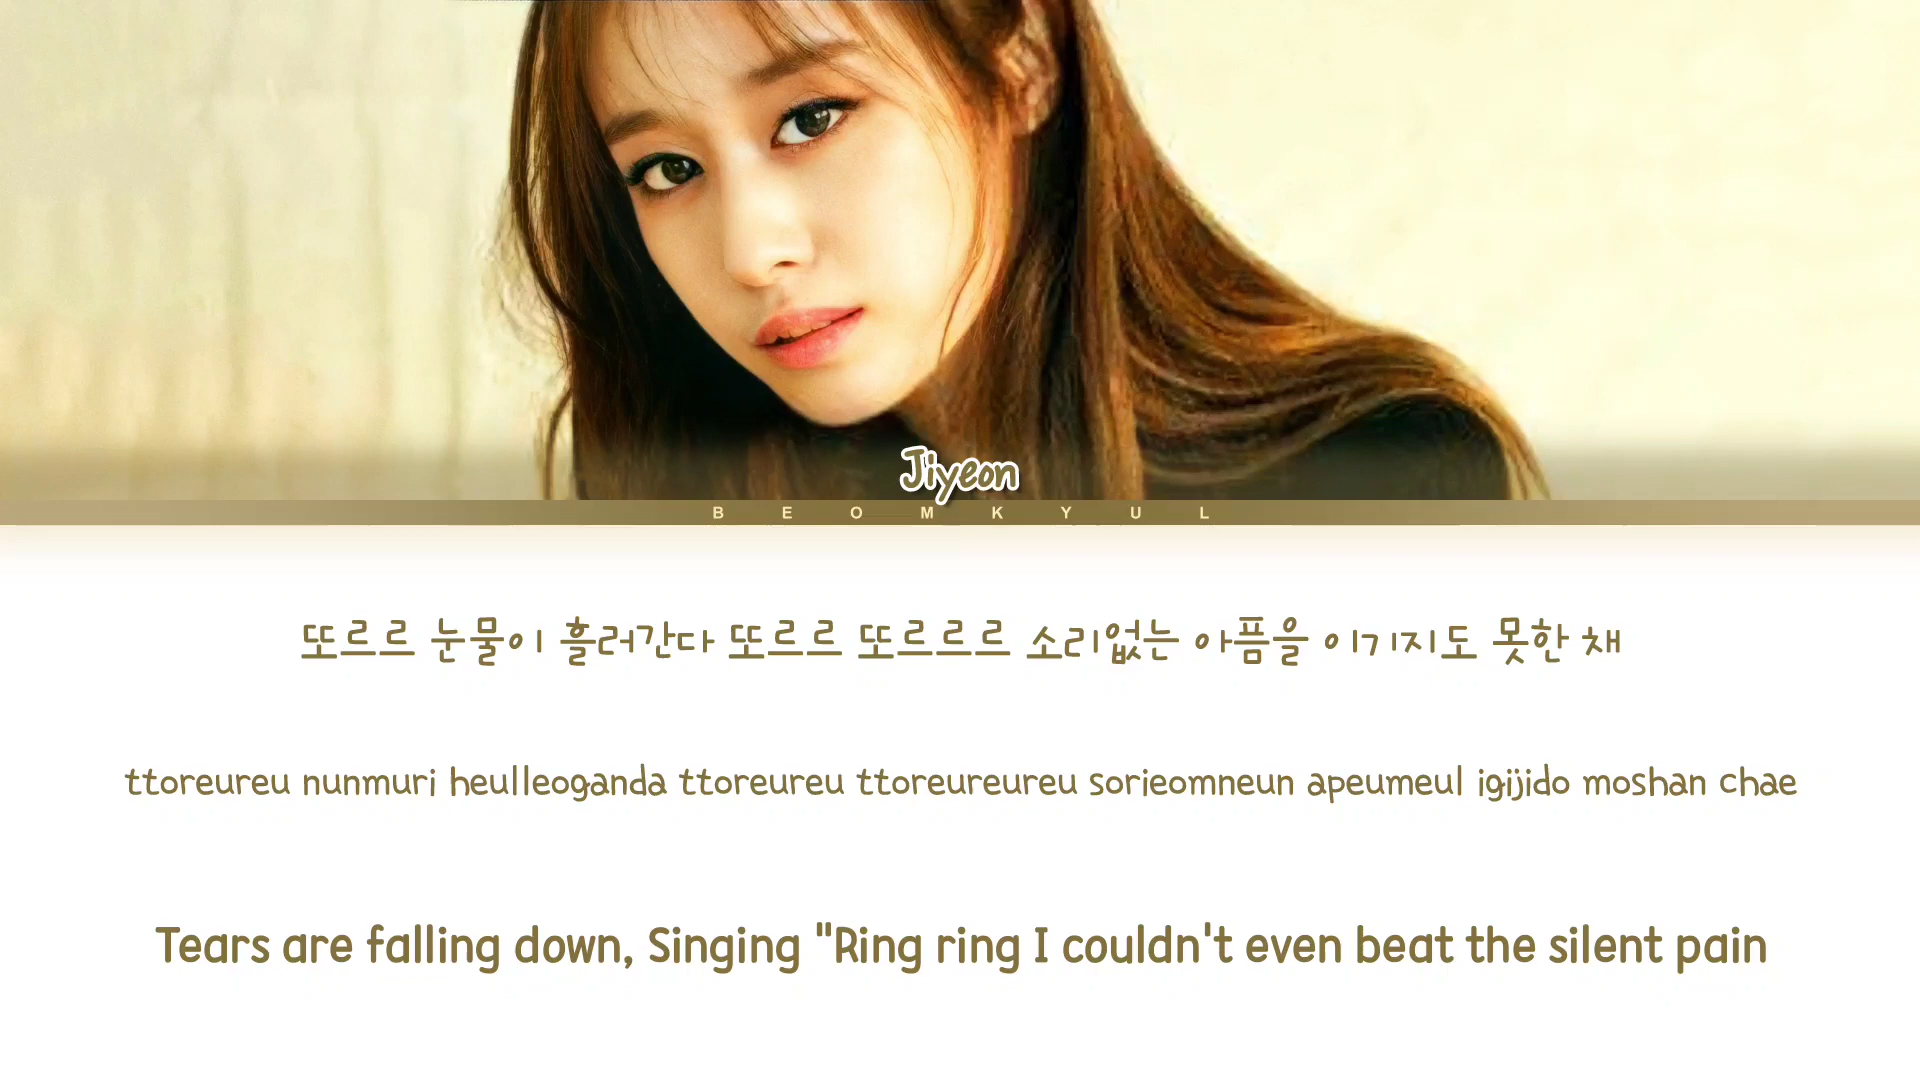 Jiyeon
BEOMKYUL
또르르 눈물이 흘러간다 또르르 또르르르 소리없는 아픔을 이기지도 못한 채
ttoreureu nunmuri heulleoganda ttoreureu ttoreureureu sorieomneun apeumeul igijido moshan chae
Tears are falling down, Singing "Ring ring I couldn't even beat the silent pain